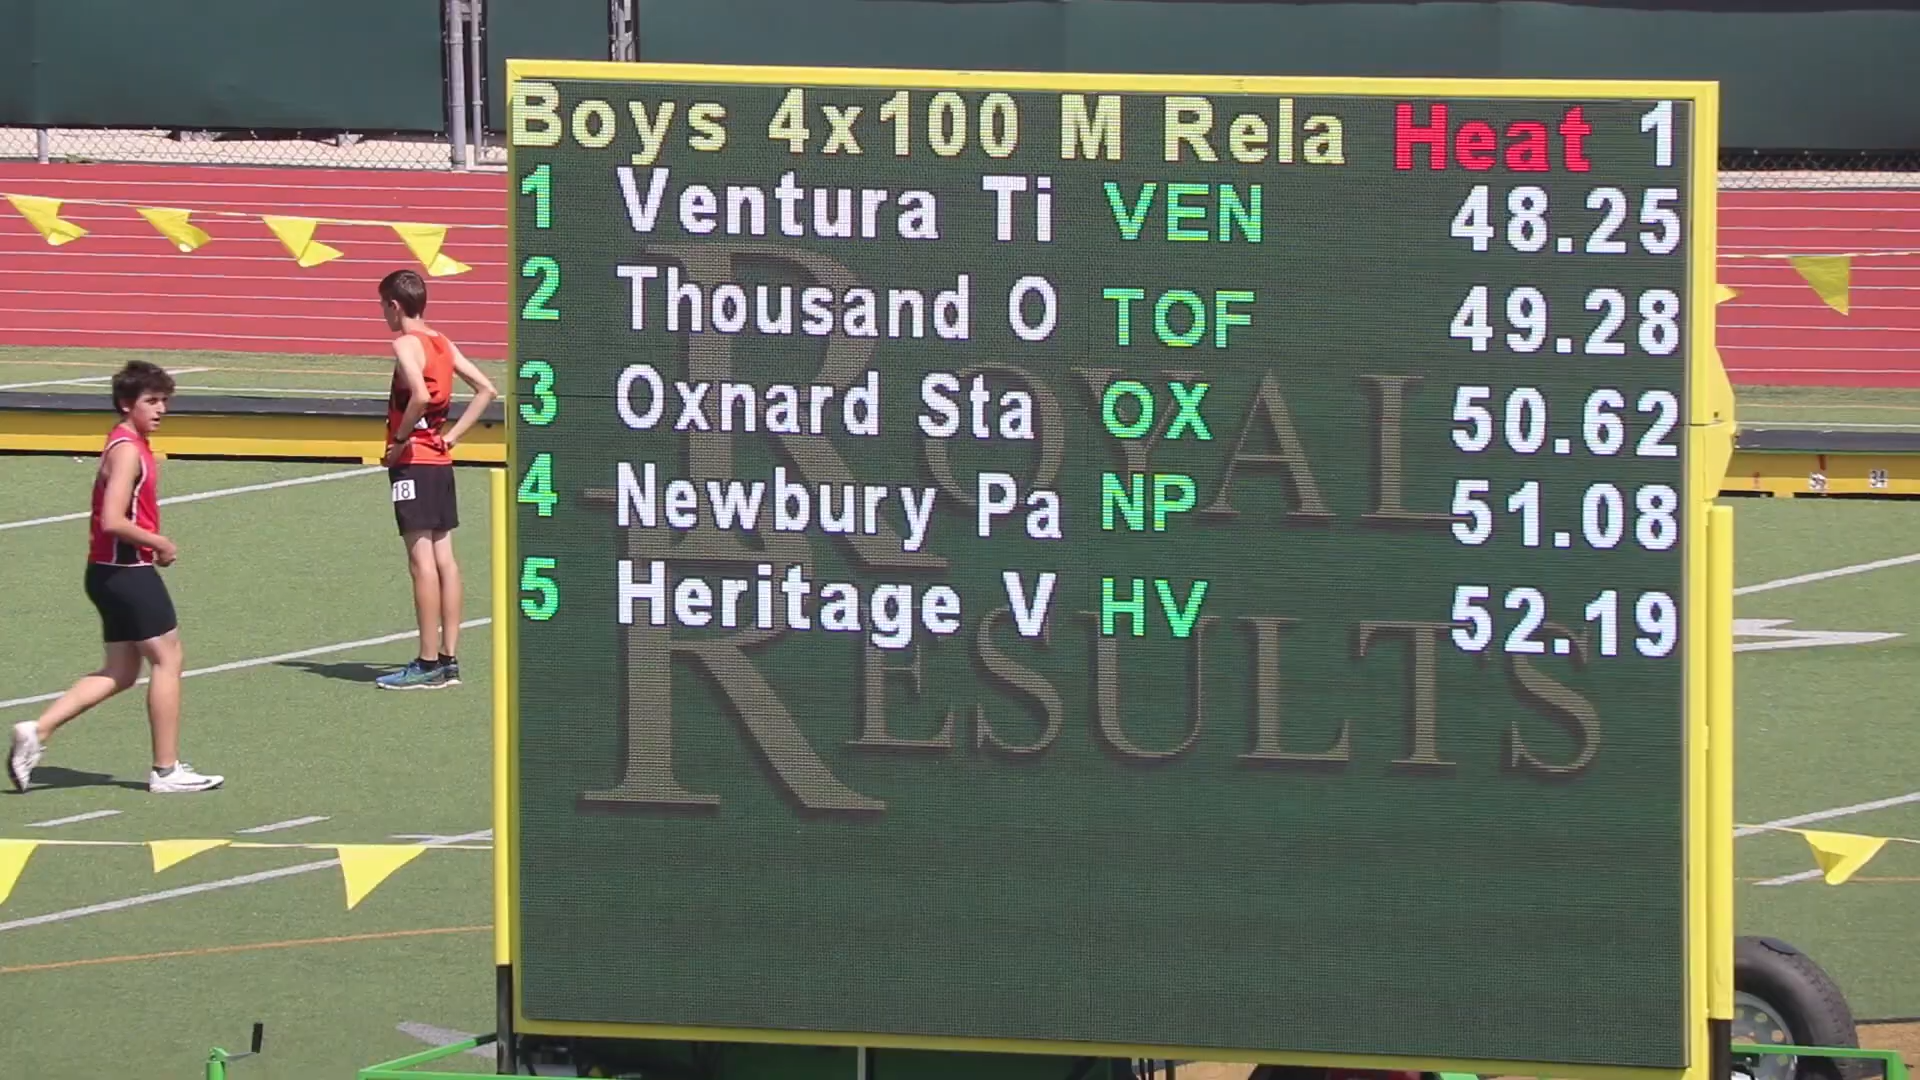 Boys 4x100 M Rela Heat 1
1 Ventura Ti VEN 48.25
2 Thousand O TOF 49.28
3 Oxnard Sta OX 50.62
4 Newbury Pa NP 51.08
5 Heritage V HV 52.19
ROYAL
RESULTS
18
34